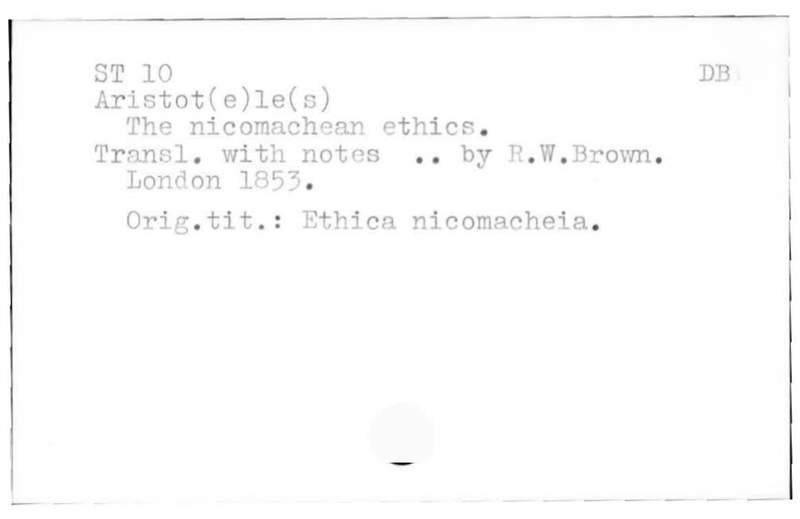 ST 10 DB
Aristot(e)le(s)
The nicomachean ethics.
Transl. with notes .. by R.W.Brown.
London 1853.
Orig.tit.: Ethica nicomacheia.